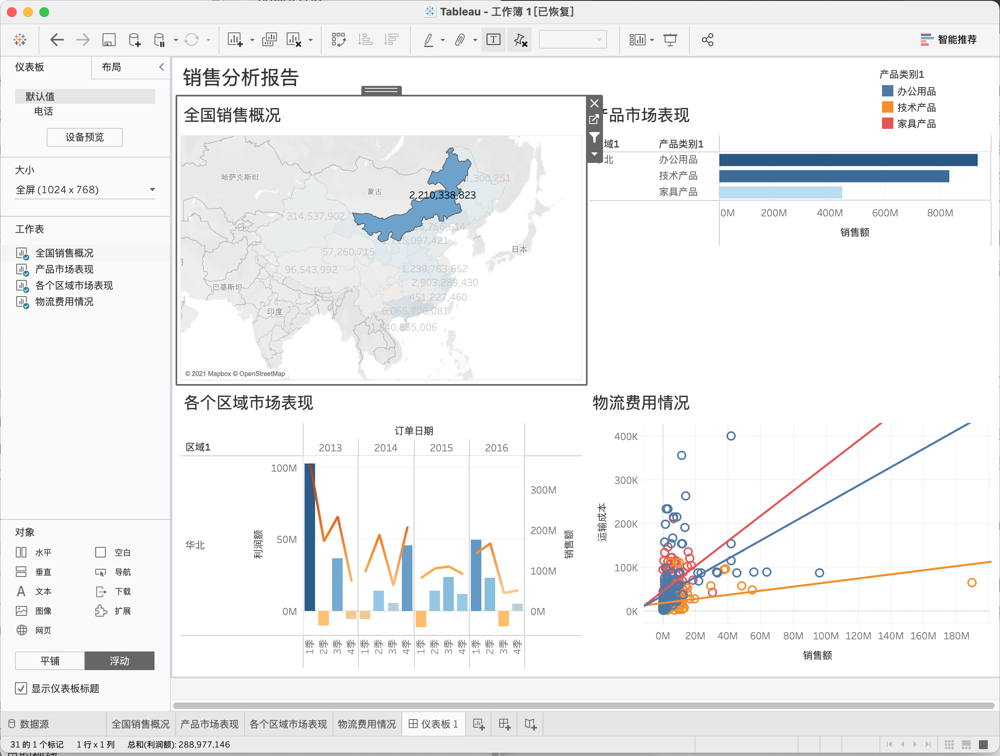 Tableau - 工作簿 1[已恢复]
智能推荐
仪表板
布局
默认值
电话
设备预览
大小
全屏 (1024 x 768)
工作表
全国销售概况
产品市场表现
各个区域市场表现
物流费用情况
对象
水平
空白
垂直
导航
文本
下载
图像
扩展
网页
平铺
浮动
显示仪表板标题
销售分析报告
产品类别1
办公用品
技术产品
家具产品
全国销售概况
哈萨克斯坦
蒙古
1,300,251
2,210,338,823
314,537,902
6,756,614
1,715,097,421
57,260,715
日本
96,543,992
1,239,763,652
巴基斯坦
2,903,289,430
451,227,460
印度
6,065,706,081
1,840,855,006
© 2021 Mapbox © OpenStreetMap
品市场表现
域1
产品类别1
北
办公用品
技术产品
家具产品
0M
200M
400M
600M
800M
销售额
各个区域市场表现
订单日期
区域1
2013
2014
2015
2016
华北
利润额
100M
50M
0M
300M
200M
100M
0M
销售额
1季
2季
3季
4季
1季
2季
3季
4季
1季
2季
3季
4季
1季
2季
3季
4季
物流费用情况
运输成本
400K
300K
200K
100K
0K
0M
20M
40M
60M
80M
100M
120M
140M
160M
180M
销售额
数据源
全国销售概况
产品市场表现
各个区域市场表现
物流费用情况
仪表板 1
31 的 1 个标记
1 行 x 1 列
总和(利润额): 288,977,146